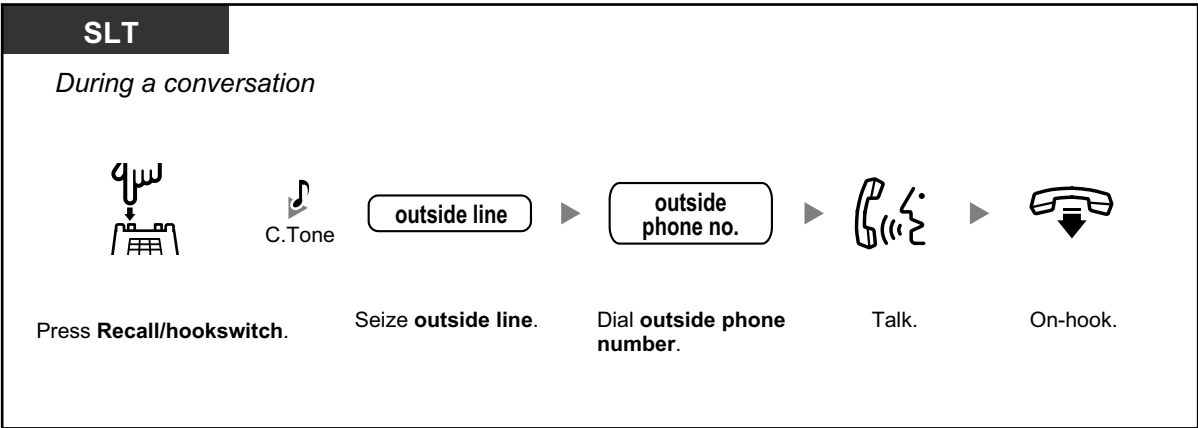 SLT
During a conversation
C.Tone
outside line
outside
phone no.
Press Recall/hookswitch.
Seize outside line.
Dial outside phone
number.
Talk.
On-hook.